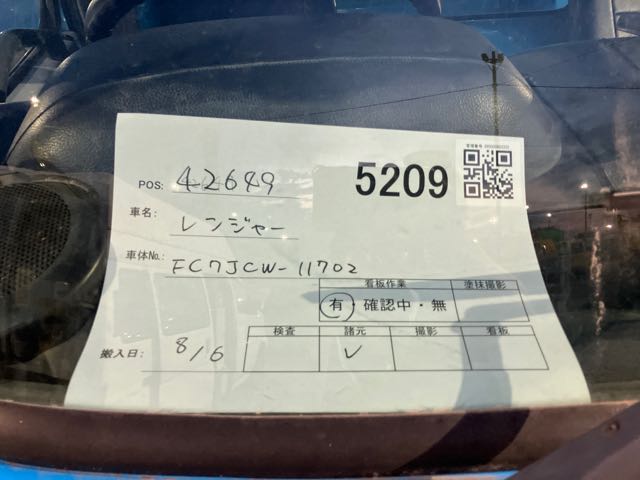 POS: 42649
5209
車名: レンジャー
車体No. FC7JCW-11702
看板作業 塗抹撮影
有・確認中・無
検査 諸元 撮影 看板
搬入日: 8/6 ✓